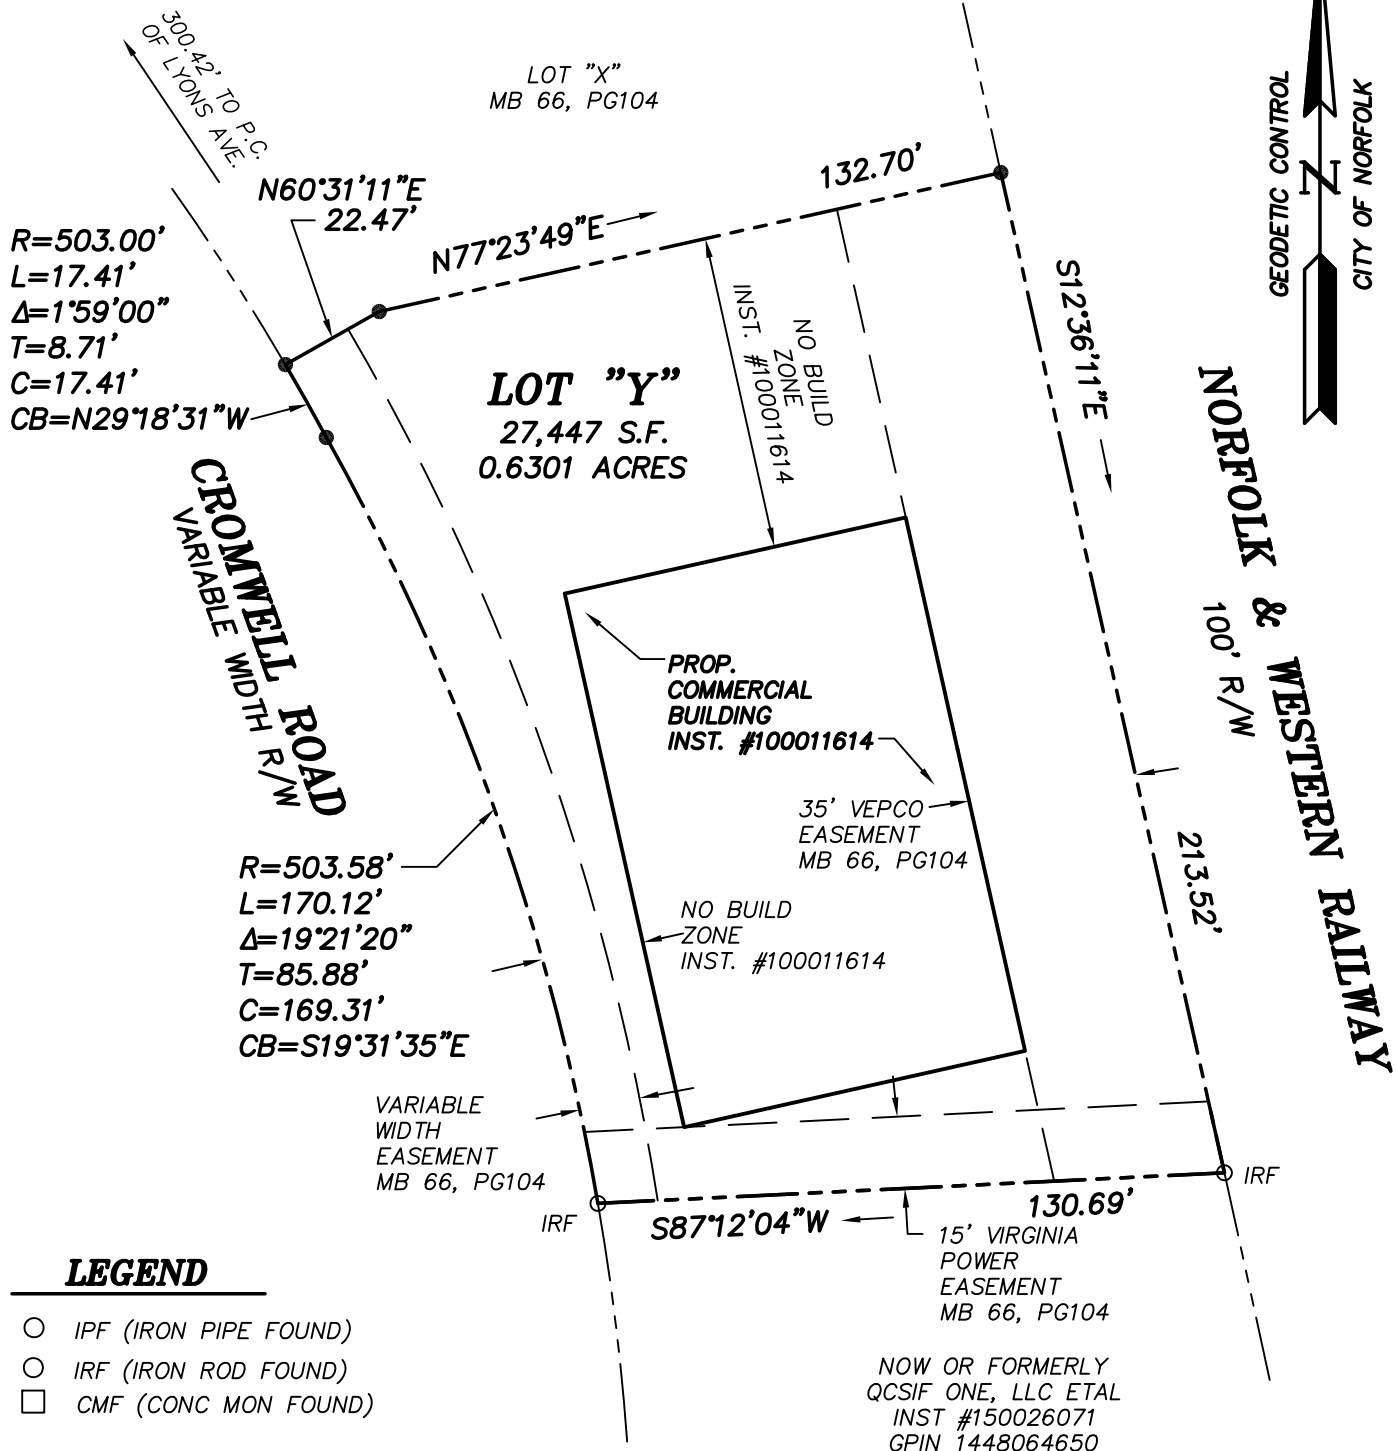 300.42' TO P.C.
OF LYONS AVE.
LOT "X"
MB 66, PG104
GEODETIC CONTROL
N
CITY OF NORFOLK
N60°31'11"E
22.47'
N77°23'49"E
132.70'
R=503.00'
L=17.41'
Δ=1°59'00"
T=8.71'
C=17.41'
CB=N29°18'31"W
S12°36'11"E
213.52'
LOT "Y"
27,447 S.F.
0.6301 ACRES
NO BUILD
ZONE
INST. #100011614
CROMWELL ROAD
VARIABLE WIDTH R/W
NORFOLK & WESTERN RAILWAY
100' R/W
PROP.
COMMERCIAL
BUILDING
INST. #100011614
35' VEPCO
EASEMENT
MB 66, PG104
R=503.58'
L=170.12'
Δ=19°21'20"
T=85.88'
C=169.31'
CB=S19°31'35"E
NO BUILD
ZONE
INST. #100011614
VARIABLE
WIDTH
EASEMENT
MB 66, PG104
IRF
IRF
S87°12'04"W
130.69'
15' VIRGINIA
POWER
EASEMENT
MB 66, PG104
LEGEND
IPF (IRON PIPE FOUND)
IRF (IRON ROD FOUND)
CMF (CONC MON FOUND)
NOW OR FORMERLY
QCSIF ONE, LLC ETAL
INST #150026071
GPIN 1448064650